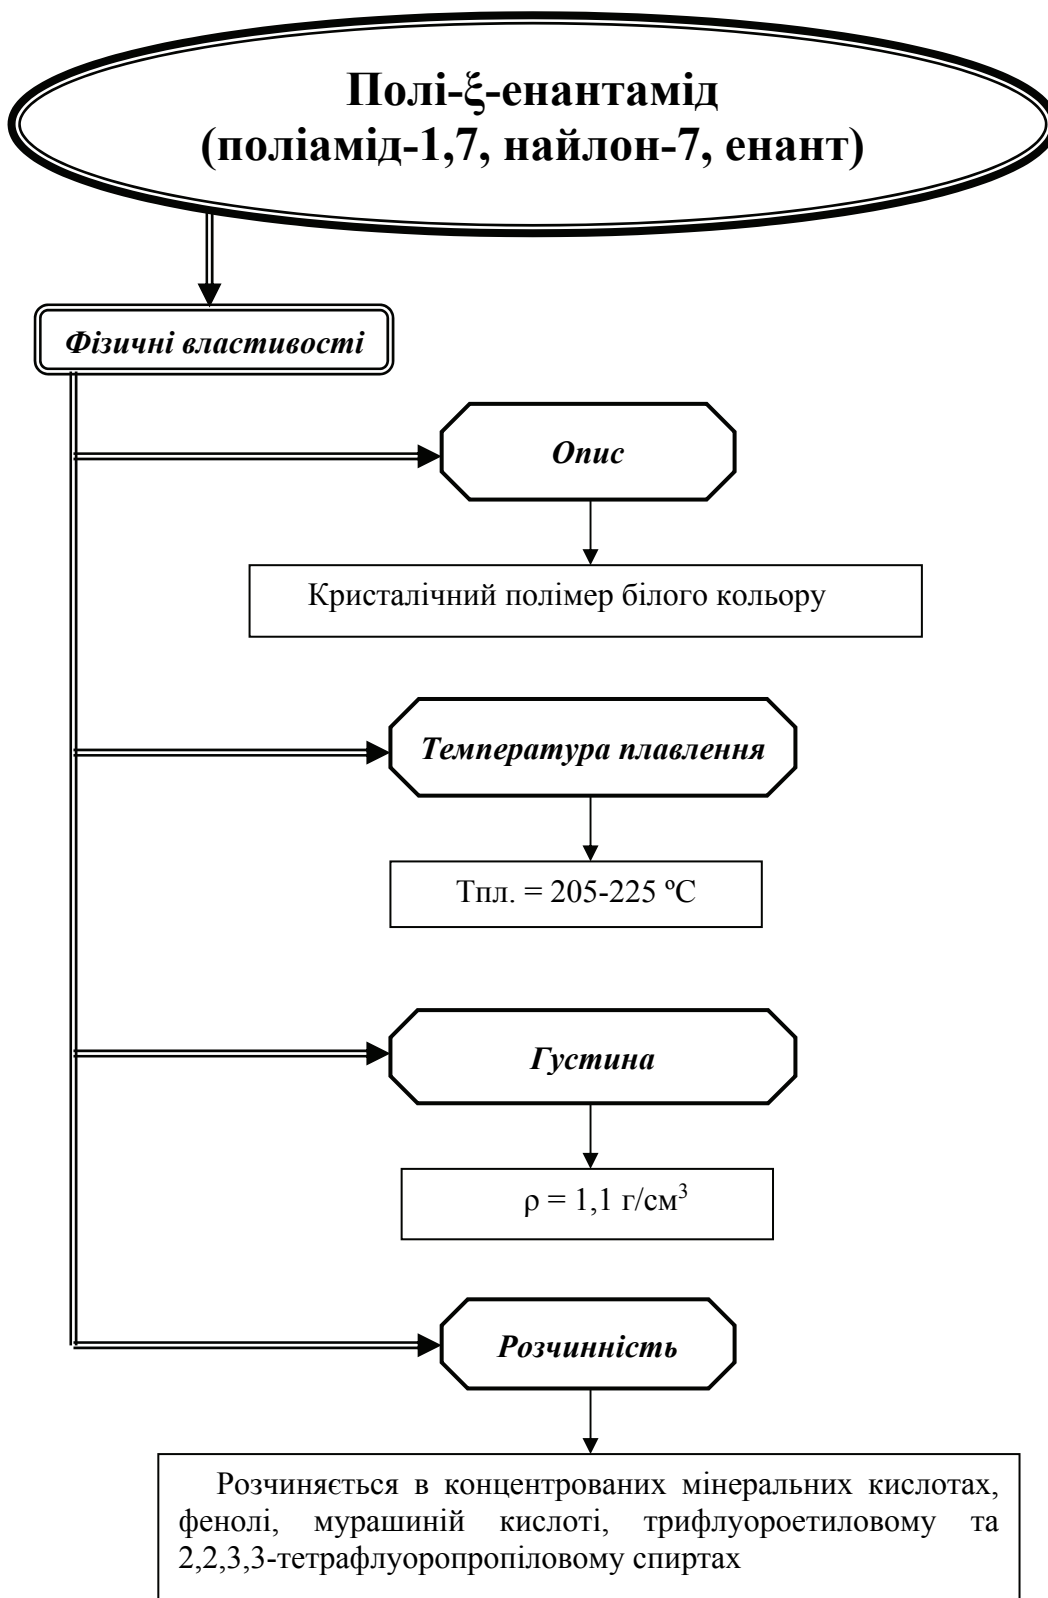 Полі-ξ-енантамід
(поліамід-1,7, найлон-7, енант)
Фізичні властивості
Опис
Кристалічний полімер білого кольору
Температура плавлення
Тпл. = 205-225 ºС
Густина
ρ = 1,1 г/см³
Розчинність
Розчиняється в концентрованих мінеральних кислотах,
фенолі, мурашиній кислоті, трифлуороетиловому та
2,2,3,3-тетрафлуоропропіловому спиртах